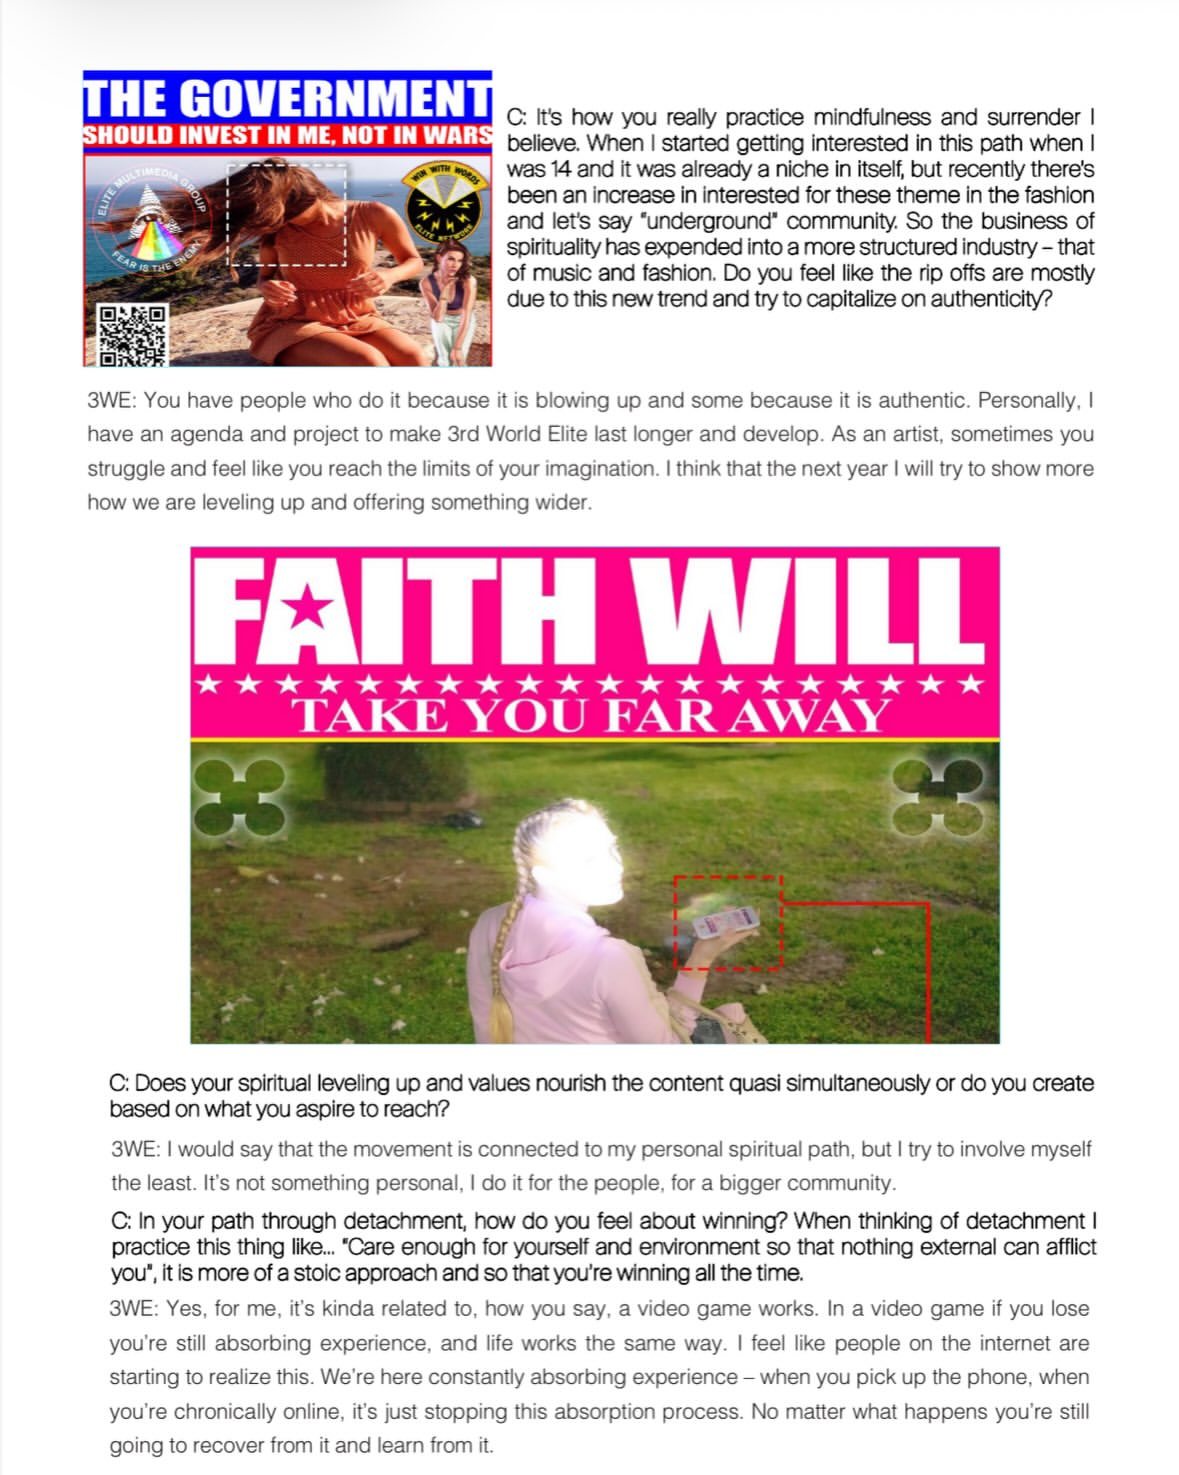 THE GOVERNMENT
SHOULD INVEST IN ME, NOT IN WARS
ELITE MULTIMEDIA GROUP
FEAR IS THE ENEMY
WIN WITH WORDS
ELITE NETWORK
C: It's how you really practice mindfulness and surrender I
believe. When I started getting interested in this path when I
was 14 and it was already a niche in itself, but recently there's
been an increase in interested for these theme in the fashion
and let's say "underground" community. So the business of
spirituality has expended into a more structured industry – that
of music and fashion. Do you feel like the rip offs are mostly
due to this new trend and try to capitalize on authenticity?
3WE: You have people who do it because it is blowing up and some because it is authentic. Personally, I
have an agenda and project to make 3rd World Elite last longer and develop. As an artist, sometimes you
struggle and feel like you reach the limits of your imagination. I think that the next year I will try to show more
how we are leveling up and offering something wider.
FAITH WILL
TAKE YOU FAR AWAY
C: Does your spiritual leveling up and values nourish the content quasi simultaneously or do you create
based on what you aspire to reach?
3WE: I would say that the movement is connected to my personal spiritual path, but I try to involve myself
the least. It's not something personal, I do it for the people, for a bigger community.
C: In your path through detachment, how do you feel about winning? When thinking of detachment I
practice this thing like... "Care enough for yourself and environment so that nothing external can afflict
you", it is more of a stoic approach and so that you're winning all the time.
3WE: Yes, for me, it's kinda related to, how you say, a video game works. In a video game if you lose
you're still absorbing experience, and life works the same way. I feel like people on the internet are
starting to realize this. We're here constantly absorbing experience – when you pick up the phone, when
you're chronically online, it's just stopping this absorption process. No matter what happens you're still
going to recover from it and learn from it.